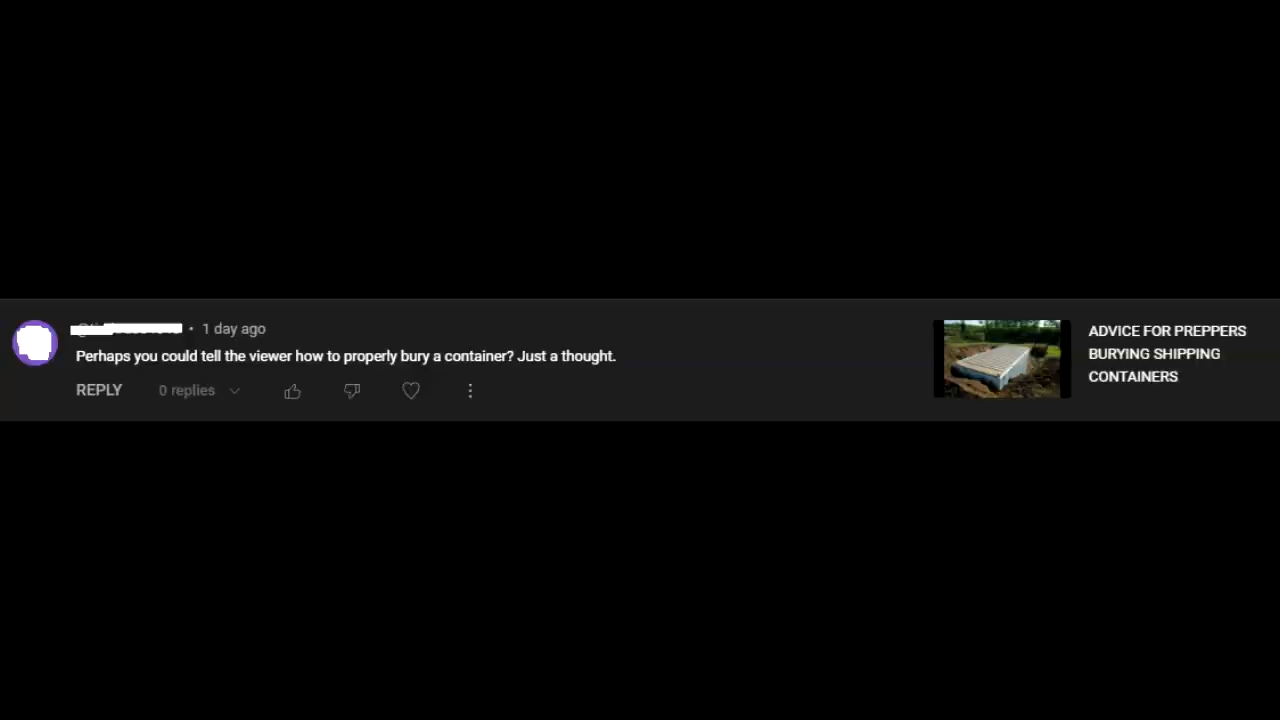 1 day ago
Perhaps you could tell the viewer how to properly bury a container? Just a thought.
REPLY 0 replies
ADVICE FOR PREPPERS
BURYING SHIPPING
CONTAINERS